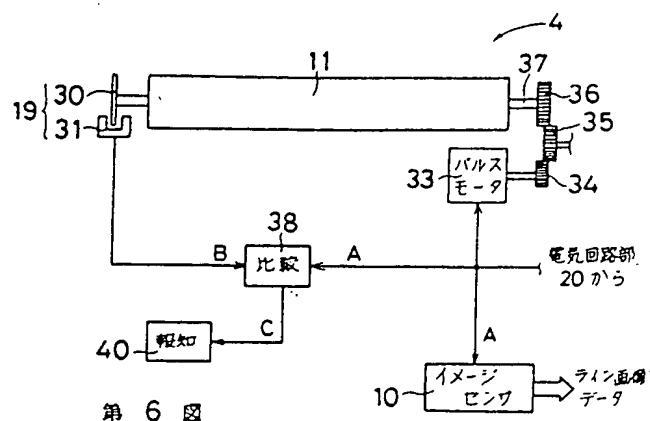 4
11
37
36
30
19
31
35
パルス
モータ
33
34
38
B
比較
A
電気回路部
20から
C
A
報知
40
イメージ
センサ
10
ライン画像
データ
第 6 図